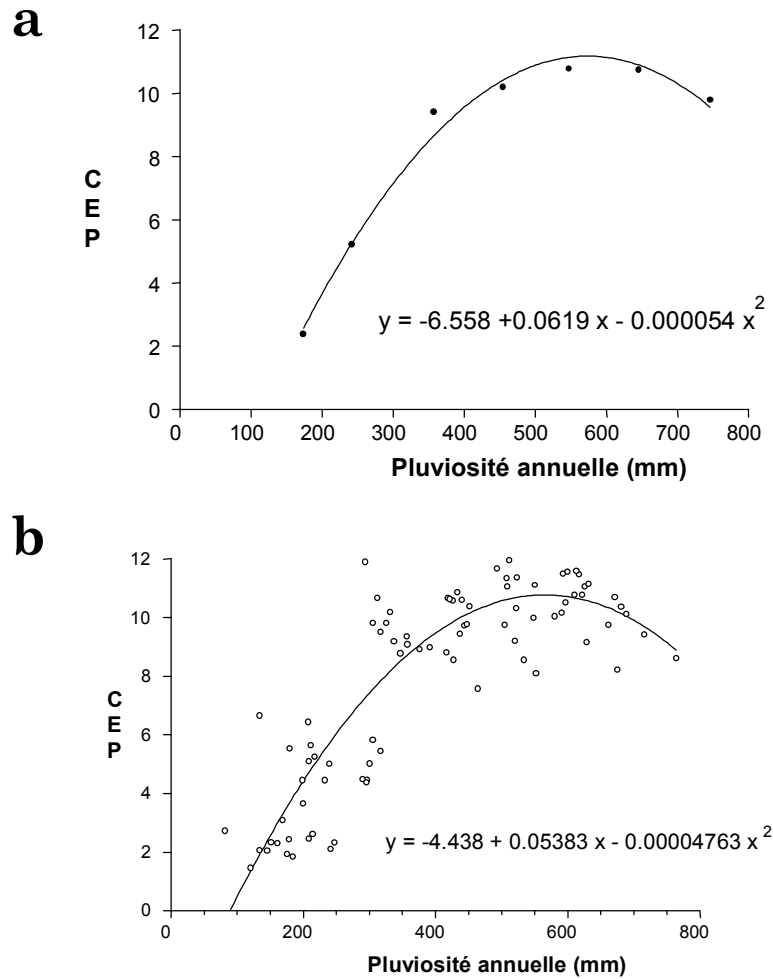 a
12
10
8
6
4
2
0
C
E
P
y = -6.558 +0.0619 x - 0.000054 x²
0 100 200 300 400 500 600 700 800
Pluviosité annuelle (mm)
b
12
10
8
6
4
2
0
C
E
P
y = -4.438 + 0.05383 x - 0.00004763 x²
0 200 400 600 800
Pluviosité annuelle (mm)